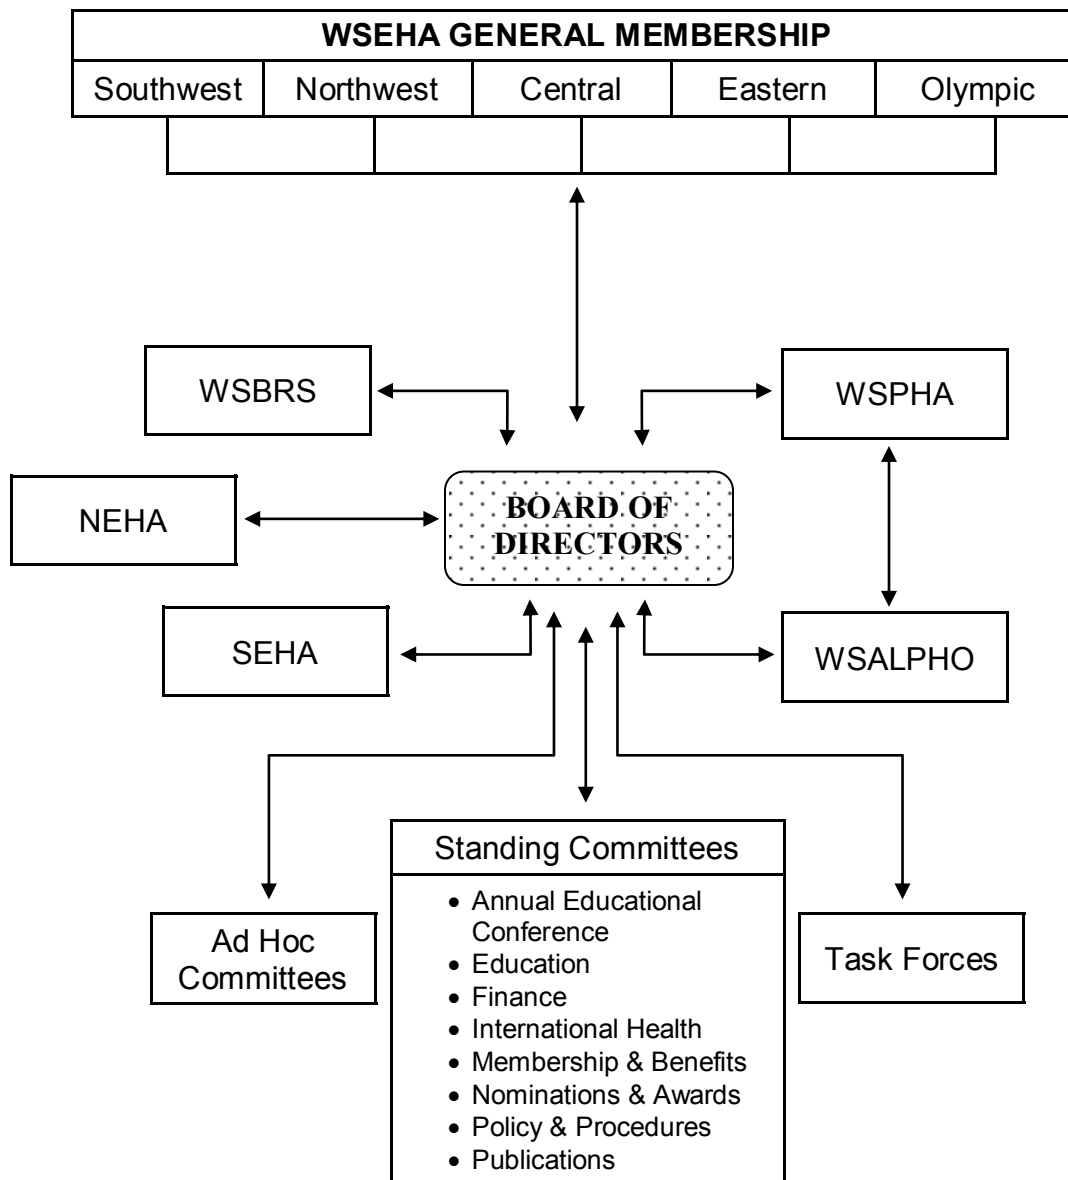 WSEHA GENERAL MEMBERSHIP
Southwest Northwest Central Eastern Olympic
WSBRS
WSPHA
NEHA
BOARD OF
DIRECTORS
SEHA
WSALPHO
Ad Hoc
Committees
Standing Committees
• Annual Educational
Conference
• Education
• Finance
• International Health
• Membership & Benefits
• Nominations & Awards
• Policy & Procedures
• Publications
Task Forces